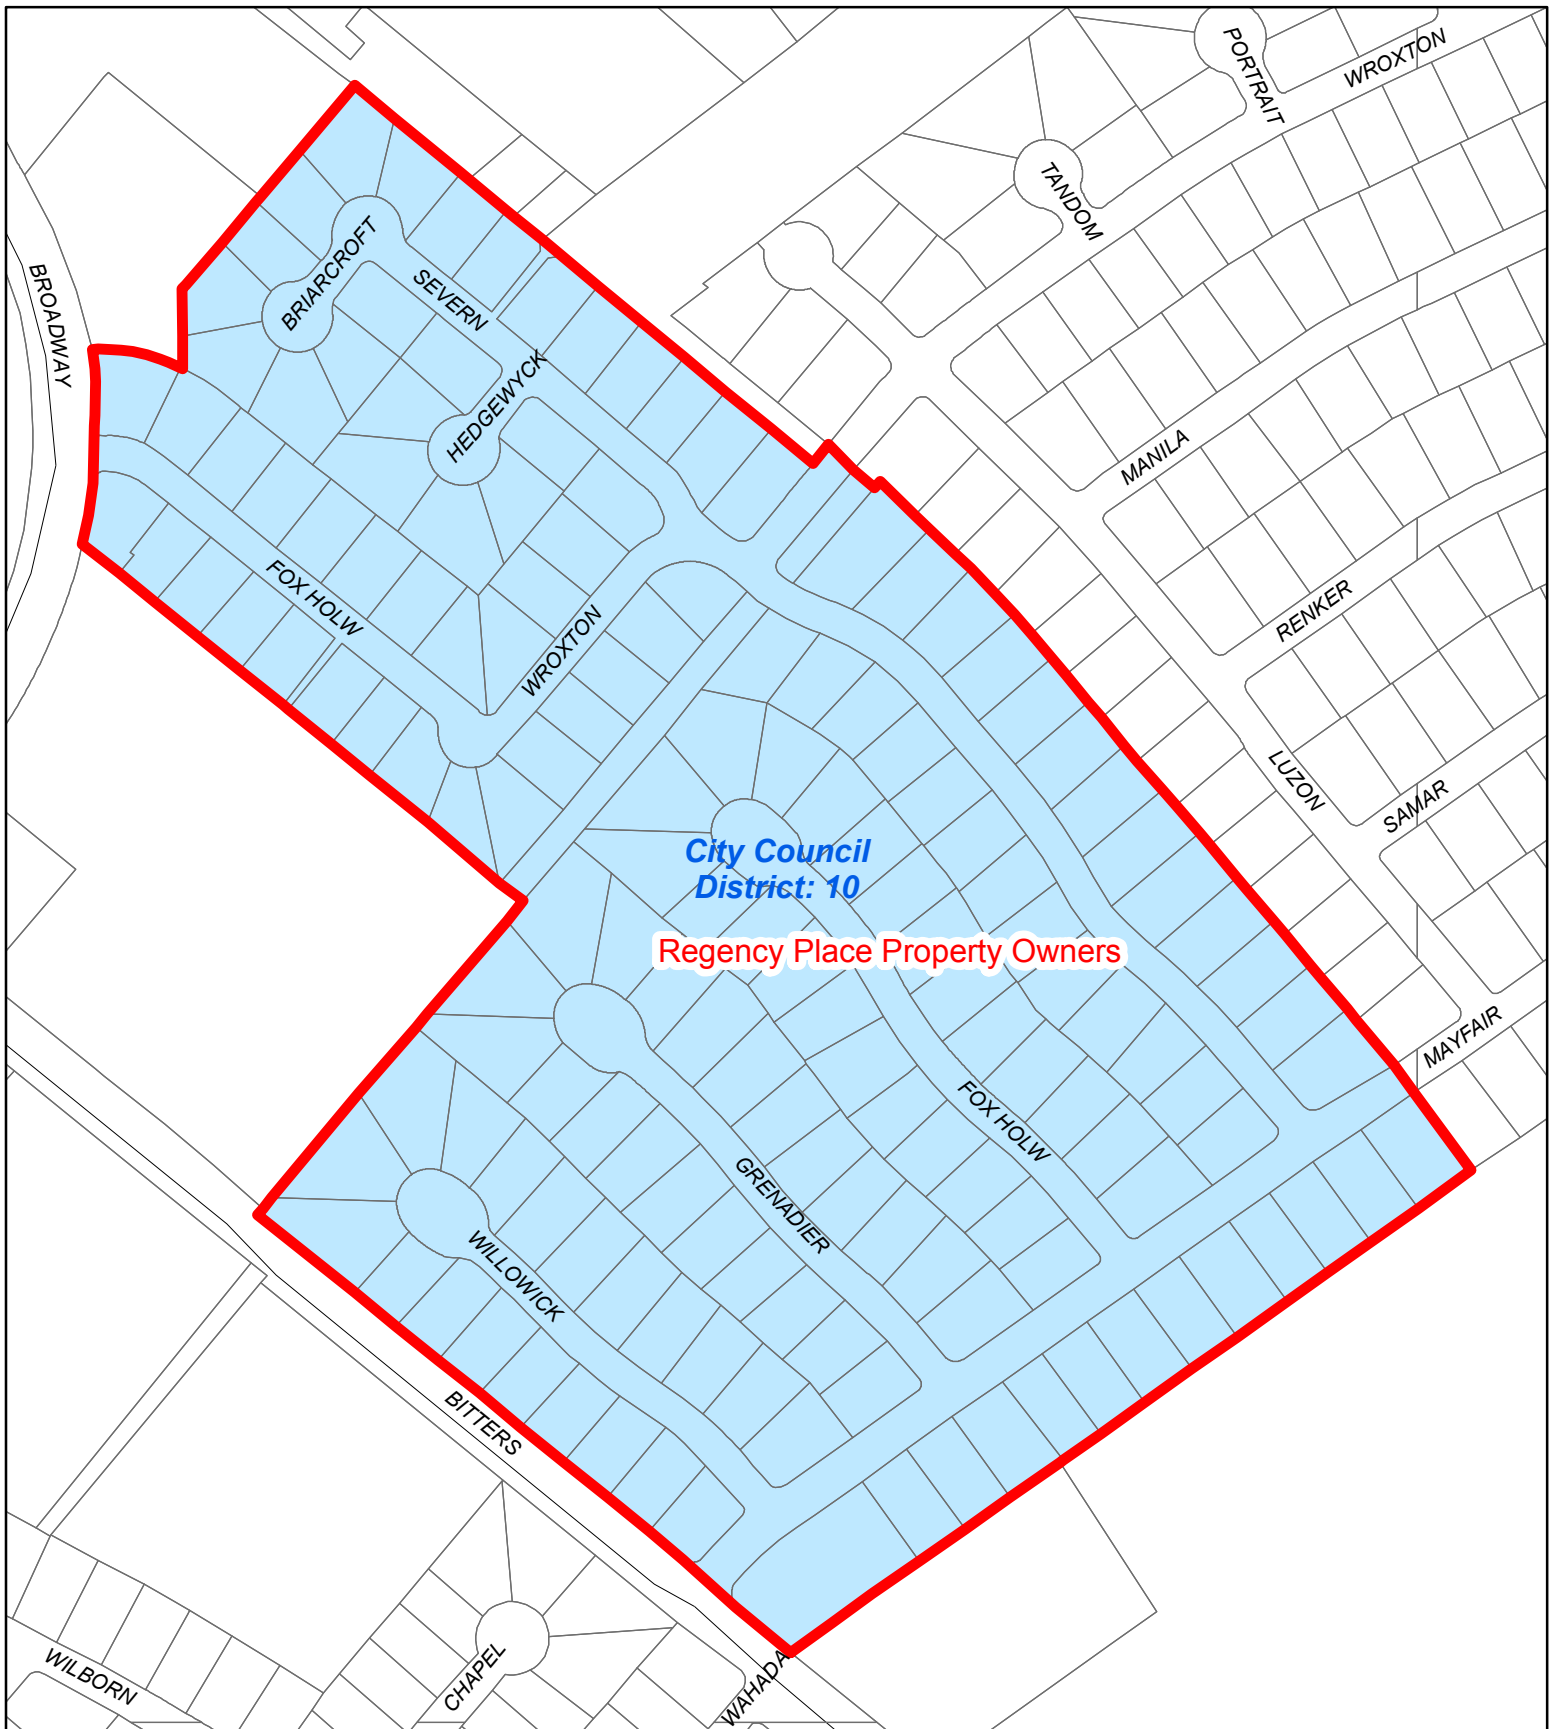 PORTRAIT
WROXTON
TANDOM
BROADWAY
BRIARCROFT
SEVERN
HEDGEWYCK
MANILA
FOX HOLW
WROXTON
RENKER
LUZON
SAMAR
City Council
District: 10
Regency Place Property Owners
MAYFAIR
FOX HOLW
GRENADIER
WILLOWICK
BITTERS
WILBORN
CHAPEL
WAHADA